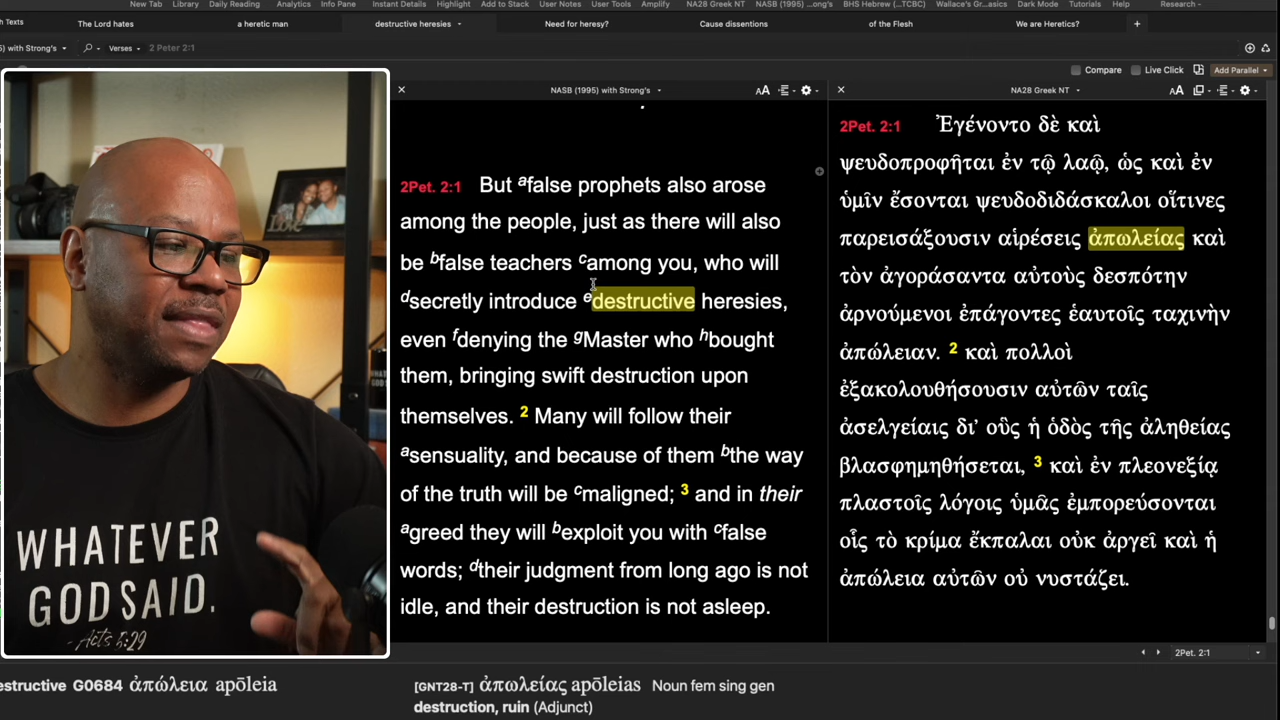 New Tab Library Daily Reading Analytics Info Pane Instant Details Highlight Add to Stack User Notes User Tools Amplify NA28 Greek NT BHS Hebrew (...TCBC) Wallace's Gr...asics Dark Mode Tutorials Help Research
h Texts The Lord hates a heretic man destructive heresies Need for heresy? Cause dissentions of the Flesh We are Heretics? +
5) with Strong's Verses 2 Peter 2:1
Compare Live Click Add Parallel
NASB (1995) with Strong's AA
2Pet. 2:1 But ᵃfalse prophets also arose
among the people, just as there will also
be ᵇfalse teachers ᶜamong you, who will
ᵈsecretly introduce ᵉdestructive heresies,
even ᶠdenying the ᵍMaster who ʰbought
them, bringing swift destruction upon
themselves. 2 Many will follow their
ᵃsensuality, and because of them ᵇthe way
of the truth will be ᶜmaligned; 3 and in their
ᵃgreed they will ᵇexploit you with ᶜfalse
words; ᵈtheir judgment from long ago is not
idle, and their destruction is not asleep.
NA28 Greek NT AA
2Pet. 2:1 Ἐγένοντο δὲ καὶ
ψευδοπροφῆται ἐν τῷ λαῷ, ὡς καὶ ἐν
ὑμῖν ἔσονται ψευδοδιδάσκαλοι οἵτινες
παρεισάξουσιν αἱρέσεις ἀπωλείας καὶ
τὸν ἀγοράσαντα αὐτοὺς δεσπότην
ἀρνούμενοι ἐπάγοντες ἑαυτοῖς ταχινὴν
ἀπώλειαν. 2 καὶ πολλοὶ
ἐξακολουθήσουσιν αὐτῶν ταῖς
ἀσελγείαις δι' οὓς ἡ ὁδὸς τῆς ἀληθείας
βλασφημηθήσεται, 3 καὶ ἐν πλεονεξίᾳ
πλαστοῖς λόγοις ὑμᾶς ἐμπορεύσονται
οἷς τὸ κρίμα ἔκπαλαι οὐκ ἀργεῖ καὶ ἡ
ἀπώλεια αὐτῶν οὐ νυστάζει.
2Pet. 2:1
WHATEVER
GOD SAID.
- Acts 5:29
estructive G0684 ἀπώλεια apōleia
[GNT28-T] ἀπωλείας apōleias Noun fem sing gen
destruction, ruin (Adjunct)